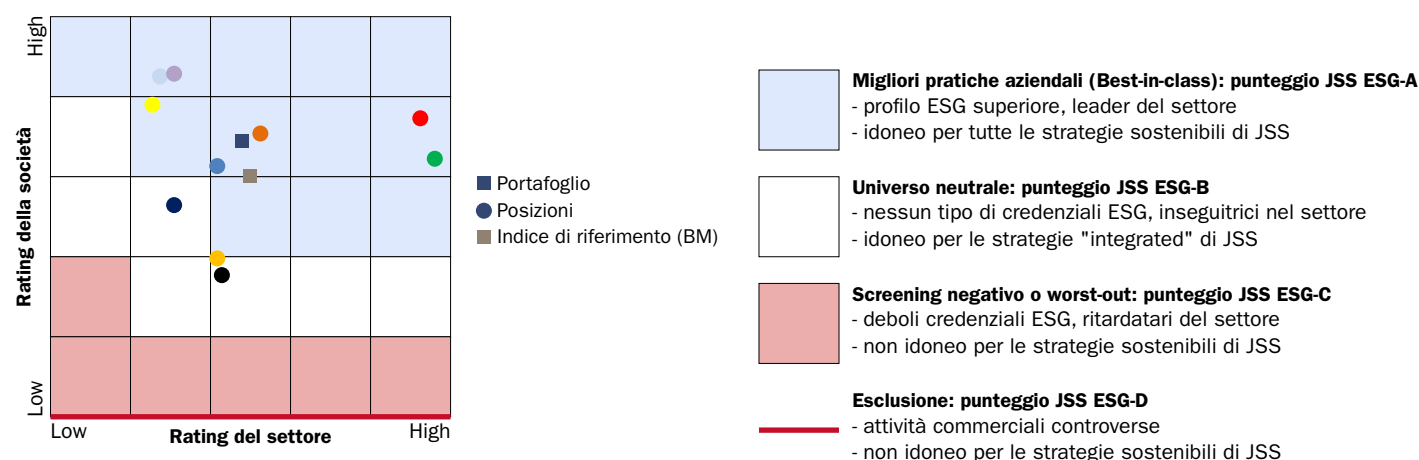 High
Rating della società
Low
Low
Rating del settore
High
Portafoglio
Posizioni
Indice di riferimento (BM)
Migliori pratiche aziendali (Best-in-class): punteggio JSS ESG-A
- profilo ESG superiore, leader del settore
- idoneo per tutte le strategie sostenibili di JSS
Universo neutrale: punteggio JSS ESG-B
- nessun tipo di credenziali ESG, inseguitrici nel settore
- idoneo per le strategie "integrated" di JSS
Screening negativo o worst-out: punteggio JSS ESG-C
- deboli credenziali ESG, ritardatari del settore
- non idoneo per le strategie sostenibili di JSS
Esclusione: punteggio JSS ESG-D
- attività commerciali controverse
- non idoneo per le strategie sostenibili di JSS